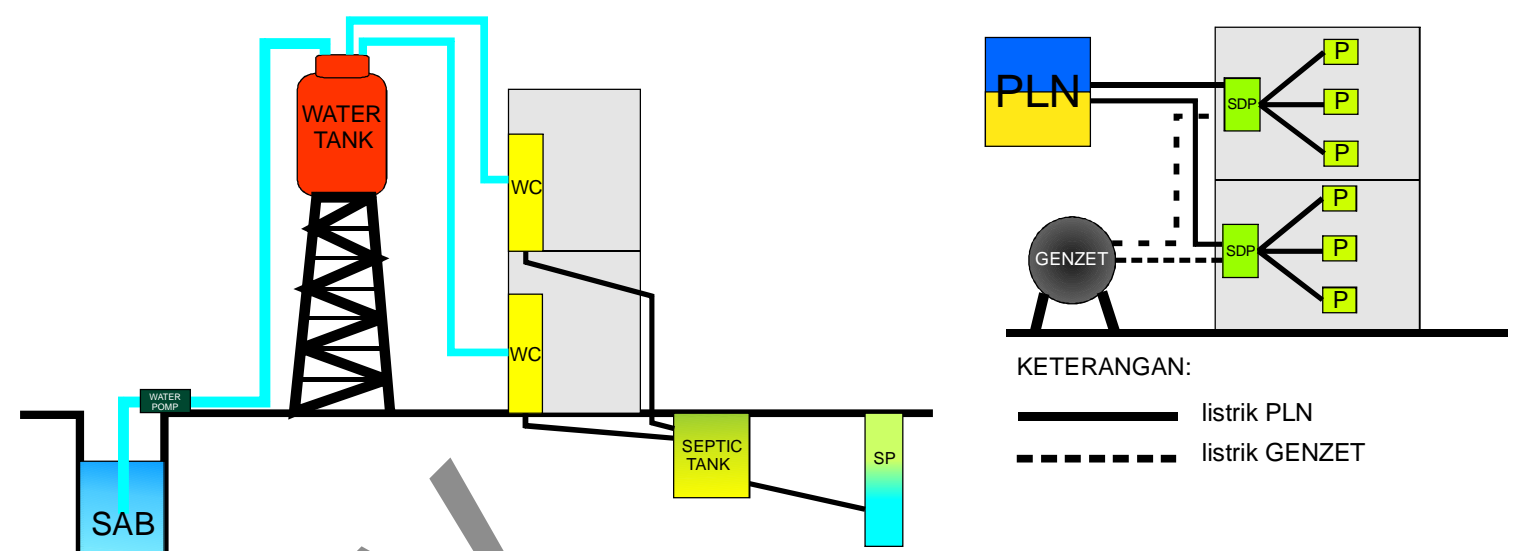 WATER
TANK
WC
WC
WATER
POMP
SAB
SEPTIC
TANK
SP
PLN
SDP
P
P
P
GENZET
SDP
P
P
P
KETERANGAN:
listrik PLN
listrik GENZET